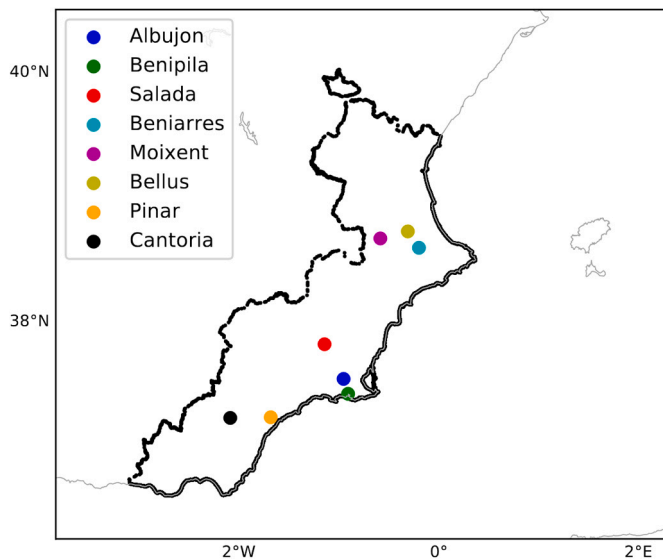 40°N
38°N
Albujon
Benipila
Salada
Beniarres
Moixent
Bellus
Pinar
Cantoria
2°W
0°
2°E